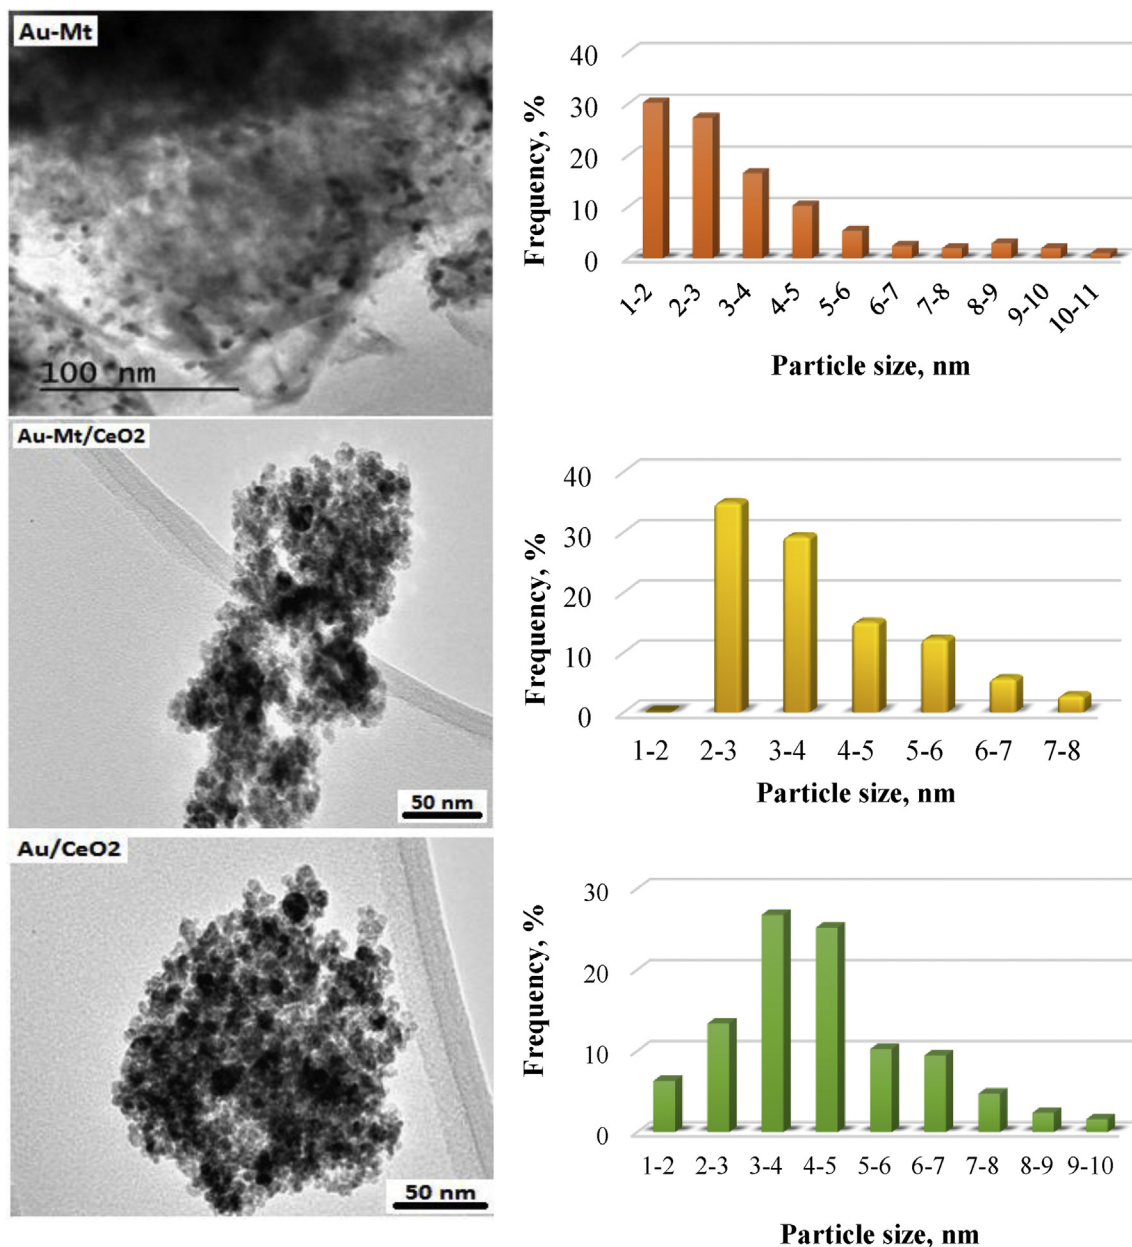 Au-Mt
100 nm
Frequency, %
40
30
20
10
0
1-2 2-3 3-4 4-5 5-6 6-7 7-8 8-9 9-10 10-11
Particle size, nm
Au-Mt/CeO2
50 nm
Frequency, %
40
30
20
10
0
1-2 2-3 3-4 4-5 5-6 6-7 7-8
Particle size, nm
Au/CeO2
50 nm
Frequency, %
30
20
10
0
1-2 2-3 3-4 4-5 5-6 6-7 7-8 8-9 9-10
Particle size, nm